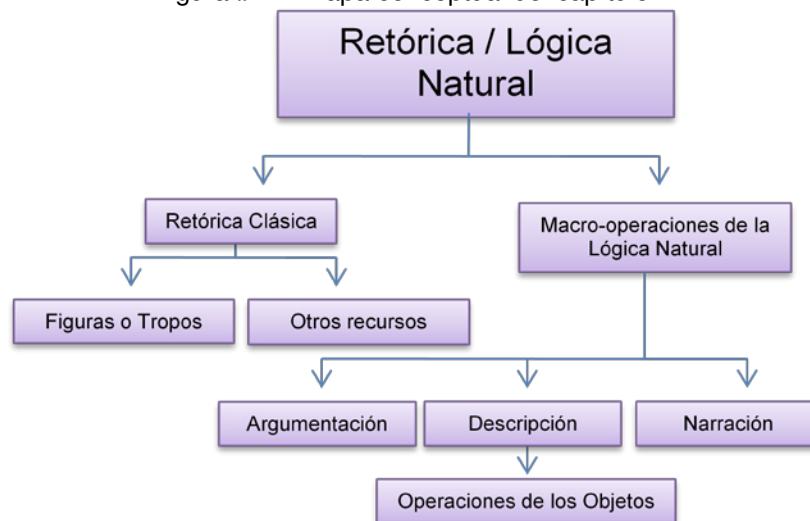 Retórica / Lógica
Natural
Retórica Clásica
Macro-operaciones de la
Lógica Natural
Figuras o Tropos
Otros recursos
Argumentación
Descripción
Narración
Operaciones de los Objetos